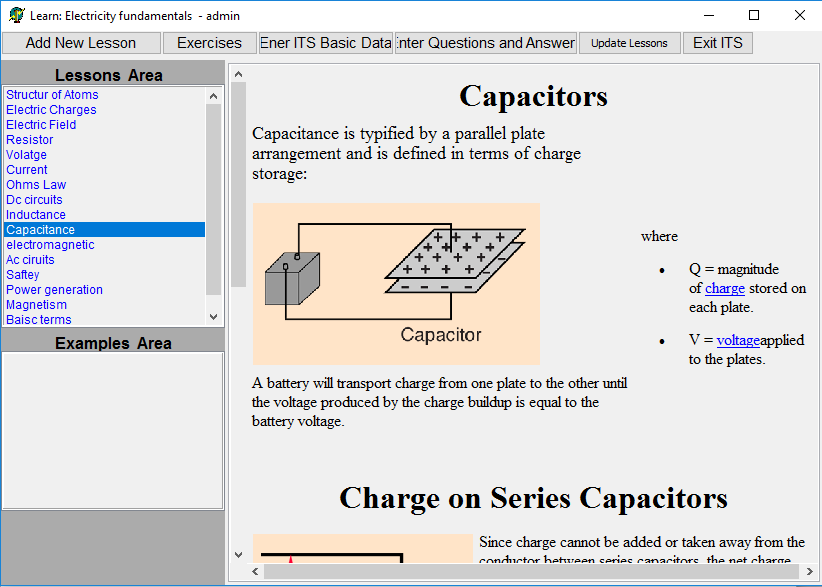 Learn: Electricity fundamentals - admin
Add New Lesson
Exercises
Ener ITS Basic Data
nter Questions and Answer
Update Lessons
Exit ITS
Lessons Area
Structur of Atoms
Electric Charges
Electric Field
Resistor
Volatge
Current
Ohms Law
Dc circuits
Inductance
Capacitance
electromagnetic
Ac ciruits
Saftey
Power generation
Magnetism
Baisc terms
Examples Area
Capacitors
Capacitance is typified by a parallel plate
arrangement and is defined in terms of charge
storage:
Capacitor
where
• Q = magnitude
of charge stored on
each plate.
• V = voltageapplied
to the plates.
A battery will transport charge from one plate to the other until
the voltage produced by the charge buildup is equal to the
battery voltage.
Charge on Series Capacitors
Since charge cannot be added or taken away from the
conductor between series capacitors, the net charge